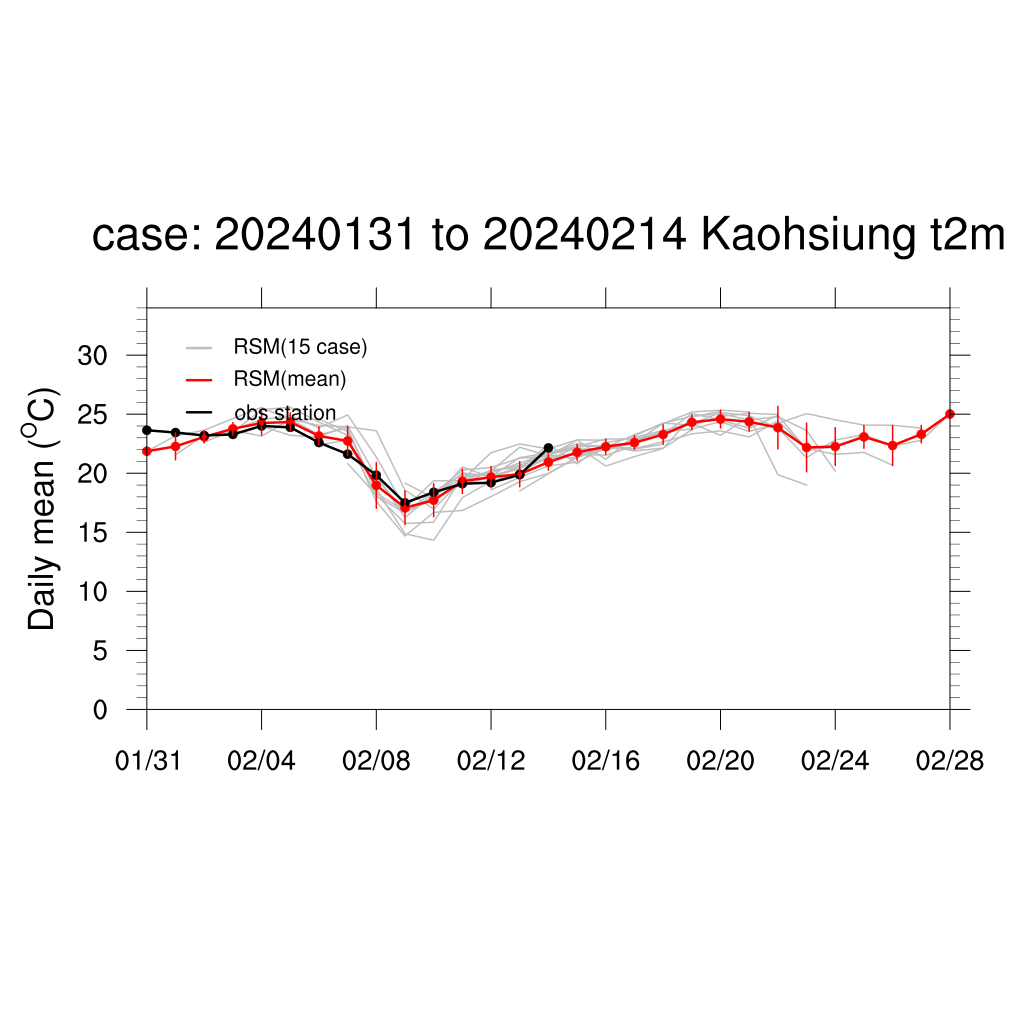 case: 20240131 to 20240214 Kaohsiung t2m
RSM(15 case)
RSM(mean)
obs station
Daily mean (OC)
30
25
20
15
10
5
0
01/31 02/04 02/08 02/12 02/16 02/20 02/24 02/28